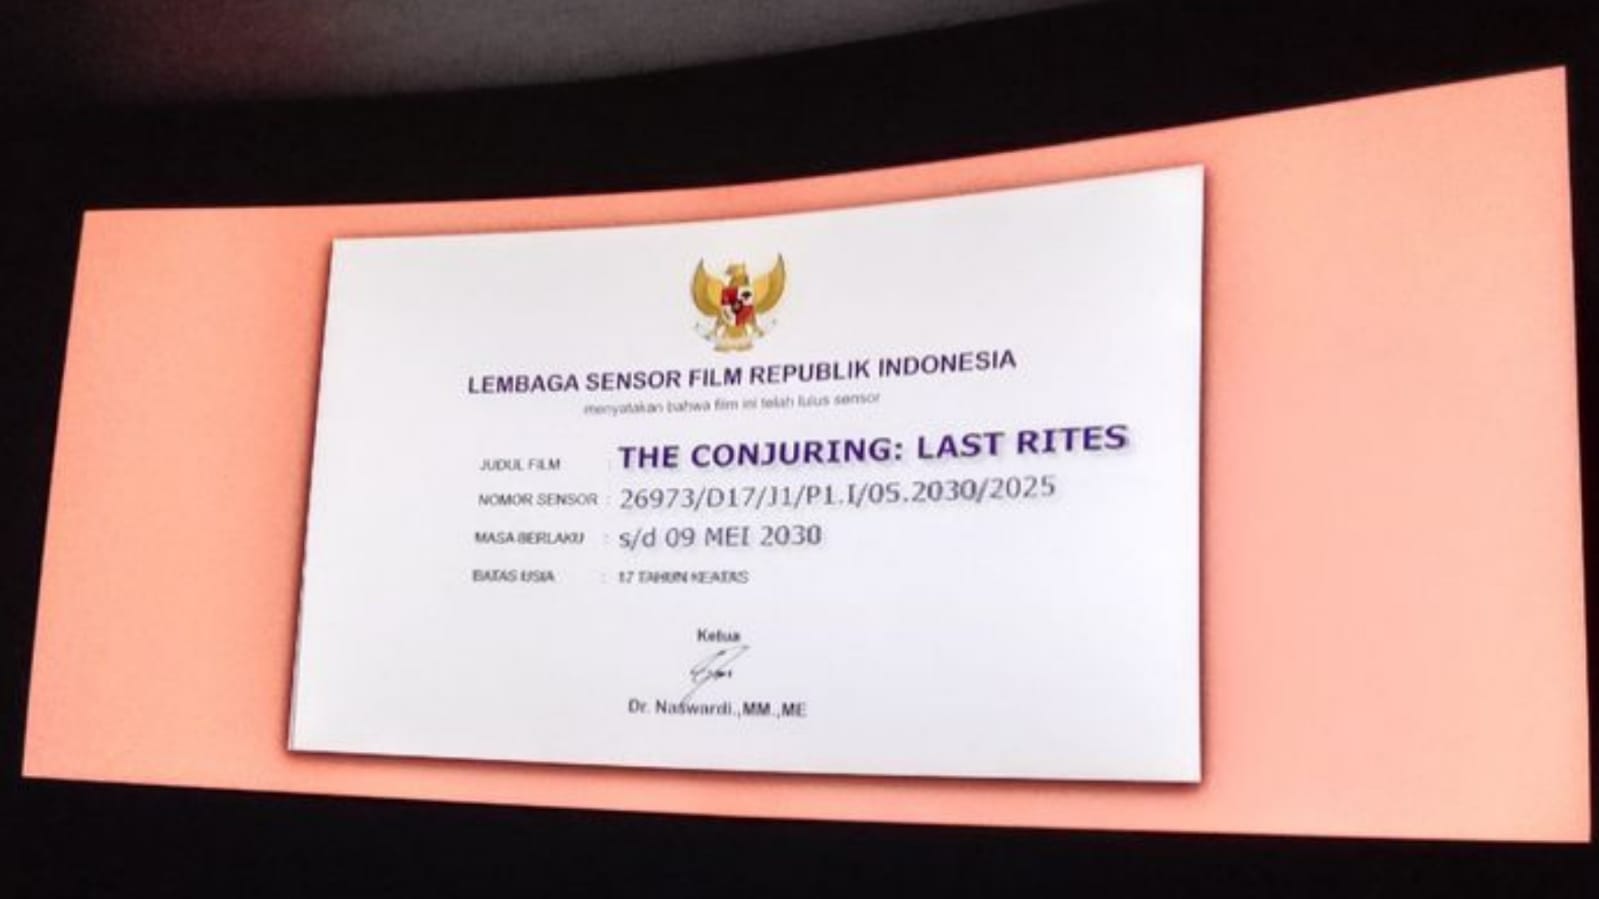 LEMBAGA SENSOR FILM REPUBLIK INDONESIA
menyatakan bahwa film ini telah lulus sensor
JUDUL FILM : THE CONJURING: LAST RITES
NOMOR SENSOR : 26973/D17/J1/P1.I/05.2030/2025
MASA BERLAKU : s/d 09 MEI 2030
BATAS USIA : 17 TAHUN KEATAS
Ketua
Dr. Naswardi.,MM.,ME